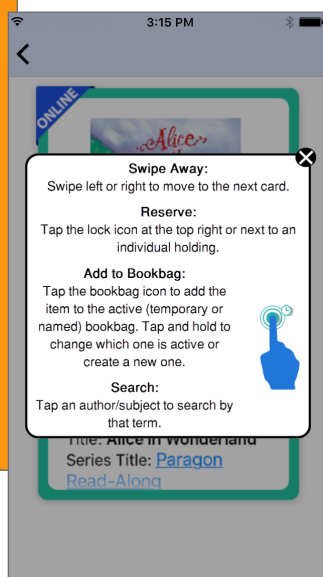 3:15 PM
ONLINE
Alice
Swipe Away:
Swipe left or right to move to the next card.
Reserve:
Tap the lock icon at the top right or next to an
individual holding.
Add to Bookbag:
Tap the bookbag icon to add the
item to the active (temporary or
named) bookbag. Tap and hold to
change which one is active or
create a new one.
Search:
Tap an author/subject to search by
that term.
Title: Alice in Wonderland
Series Title: Paragon
Read-Along